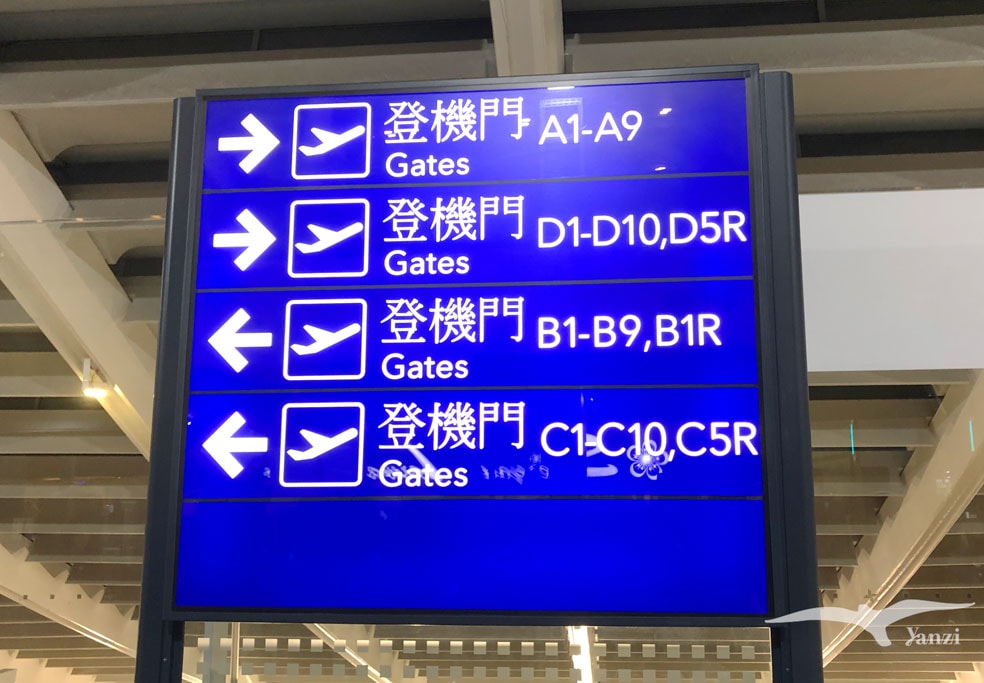 登機門 A1-A9
Gates
登機門 D1-D10,D5R
Gates
登機門 B1-B9,B1R
Gates
登機門 C1-C10,C5R
Gates
Yanzi